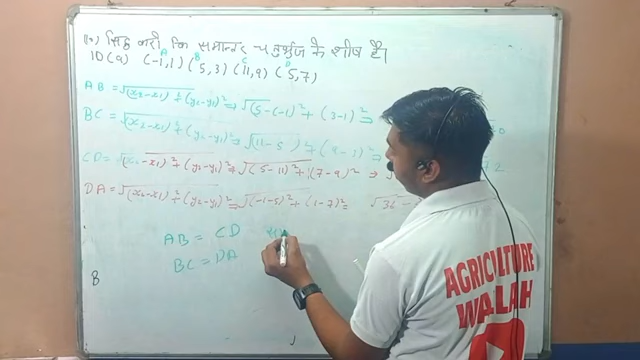 सिद्ध करो कि समान्तर चतुर्भुज के शीर्ष हैं।
10(a) (-1,1) (5,3) (11,9) (5,7)
A B C D
AB = √(x₂-x₁)²+(y₂-y₁)² ⇒ √(5-(-1)²+(3-1)² ⇒
BC = √(x₂-x₁)²+(y₂-y₁)² ⇒ √(11-5)²+(9-3)² ⇒
CD = √(x₂-x₁)²+(y₂-y₁)² ⇒ √(5-11)²+(7-9)² ⇒
DA = √(x₂-x₁)²+(y₂-y₁)² = √(-1-5)²+(1-7)² = √36
AB = CD
BC = DA
8
AGRICULTURE
WALAH